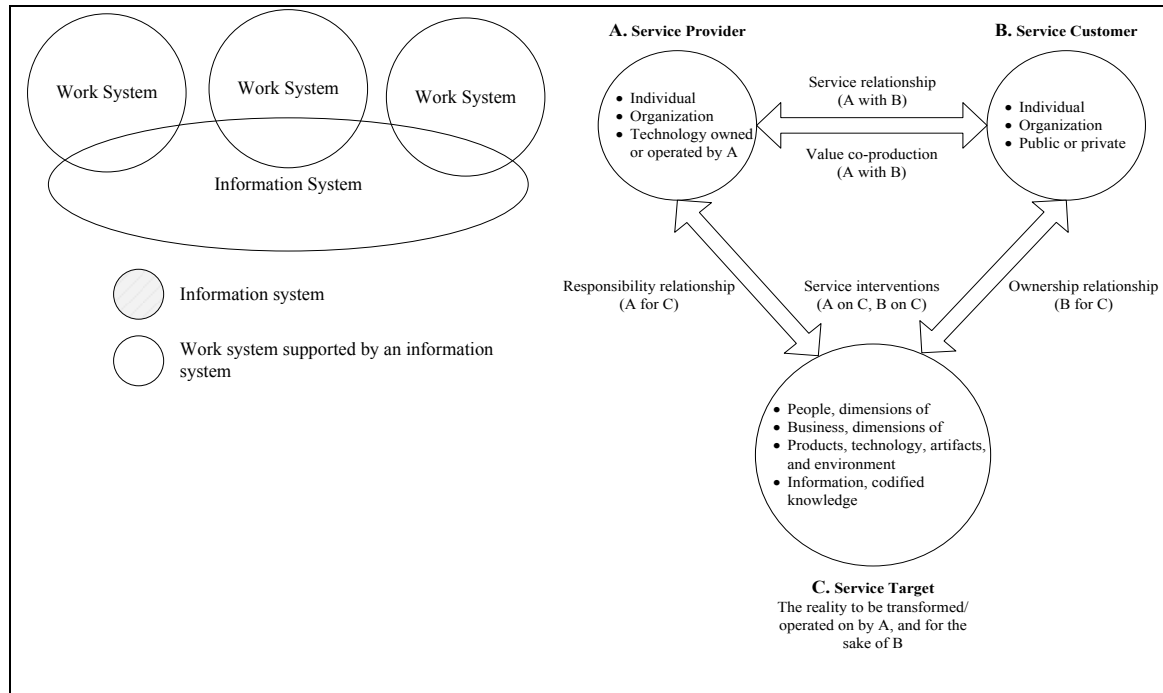 Work System
Work System
Work System
Information System
Information system
Work system supported by an information
system
A. Service Provider
• Individual
• Organization
• Technology owned
or operated by A
Service relationship
(A with B)
Value co-production
(A with B)
B. Service Customer
• Individual
• Organization
• Public or private
Responsibility relationship
(A for C)
Service interventions
(A on C, B on C)
Ownership relationship
(B for C)
• People, dimensions of
• Business, dimensions of
• Products, technology, artifacts,
and environment
• Information, codified
knowledge
C. Service Target
The reality to be transformed/
operated on by A, and for the
sake of B